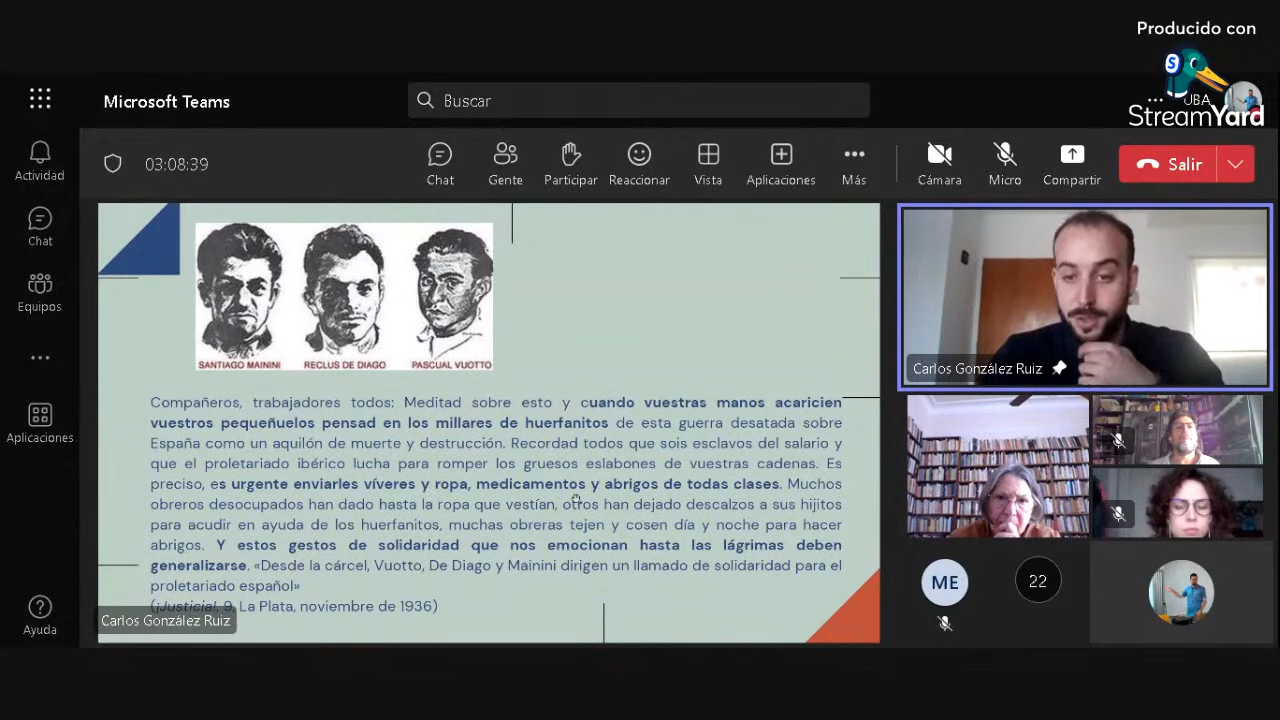 Producido con
StreamYard
S
UBA
Microsoft Teams
Buscar
Actividad
Chat
Equipos
Aplicaciones
Ayuda
03:08:39
Chat
Gente
Participar
Reaccionar
Vista
Aplicaciones
Más
Cámara
Micro
Compartir
Salir
SANTIAGO MAININI
RECLUS DE DIAGO
PASCUAL VUOTTO
Compañeros, trabajadores todos: Meditad sobre esto y cuando vuestras manos acaricien
vuestros pequeñuelos pensad en los millares de huerfanitos de esta guerra desatada sobre
España como un aquilón de muerte y destrucción. Recordad todos que sois esclavos del salario y
que el proletariado ibérico lucha para romper los gruesos eslabones de vuestras cadenas. Es
preciso, es urgente enviarles víveres y ropa, medicamentos y abrigos de todas clases. Muchos
obreros desocupados han dado hasta la ropa que vestían, otros han dejado descalzos a sus hijitos
para acudir en ayuda de los huerfanitos, muchas obreras tejen y cosen día y noche para hacer
abrigos. Y estos gestos de solidaridad que nos emocionan hasta las lágrimas deben
generalizarse. «Desde la cárcel, Vuotto, De Diago y Mainini dirigen un llamado de solidaridad para el
proletariado español»
(¡Justicia!, 9, La Plata, noviembre de 1936)
Carlos González Ruiz
Carlos González Ruiz
ME
22